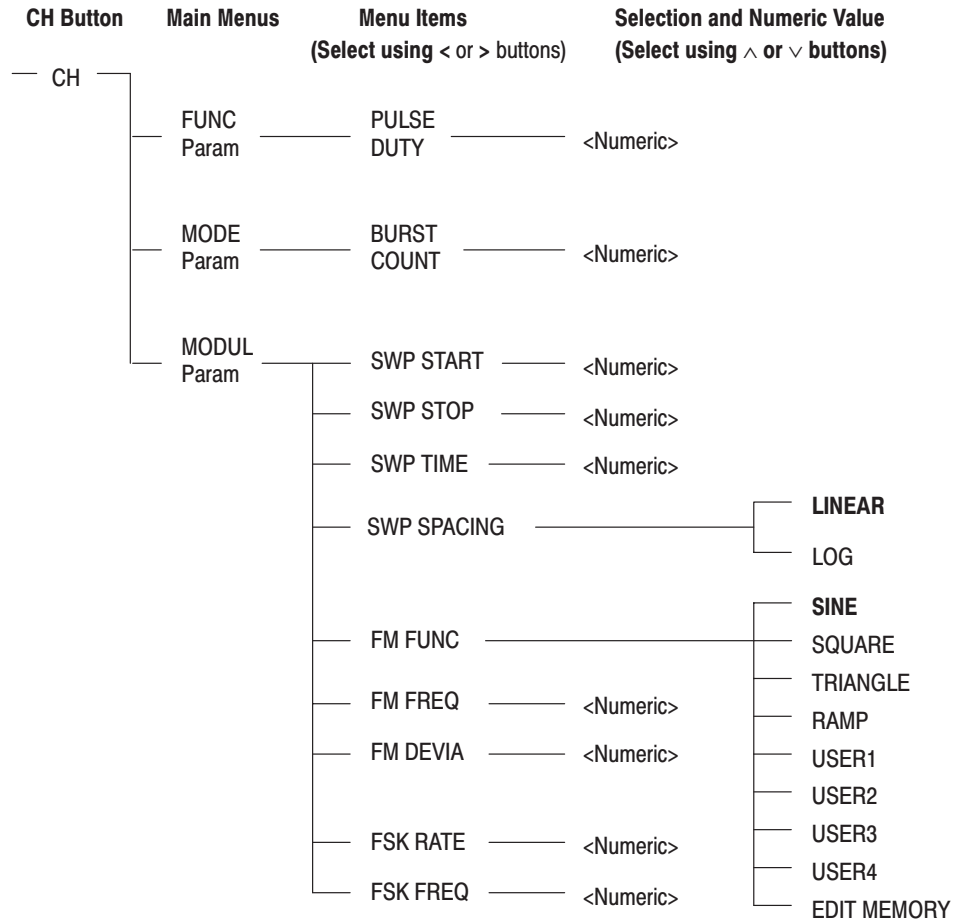 CH Button Main Menus Menu Items Selection and Numeric Value
(Select using < or > buttons) (Select using ∧ or ∨ buttons)
CH
FUNC PULSE
Param DUTY <Numeric>
MODE BURST
Param COUNT <Numeric>
MODUL SWP START <Numeric>
Param
SWP STOP <Numeric>
SWP TIME <Numeric>
LINEAR
SWP SPACING
LOG
SINE
FM FUNC SQUARE
TRIANGLE
FM FREQ <Numeric> RAMP
FM DEVIA <Numeric> USER1
USER2
FSK RATE <Numeric> USER3
USER4
FSK FREQ <Numeric> EDIT MEMORY